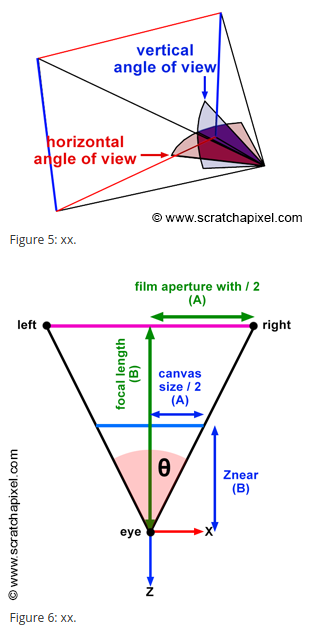 vertical
angle of view
horizontal
angle of view
© www.scratchapixel.com
Figure 5: xx.
film aperture with / 2
(A)
left
right
focal length
(B)
canvas
size / 2
(A)
θ
Znear
(B)
eye
X
Z
© www.scratchapixel.com
Figure 6: xx.